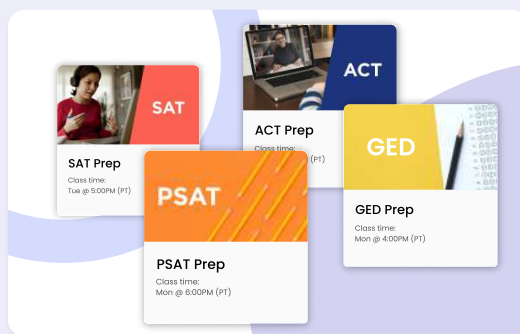 SAT
SAT Prep
Class time:
Tue @ 5:00PM (PT)
ACT
ACT Prep
Class time:
(PT)
PSAT
PSAT Prep
Class time:
Mon @ 6:00PM (PT)
GED
GED Prep
Class time:
Mon @ 4:00PM (PT)